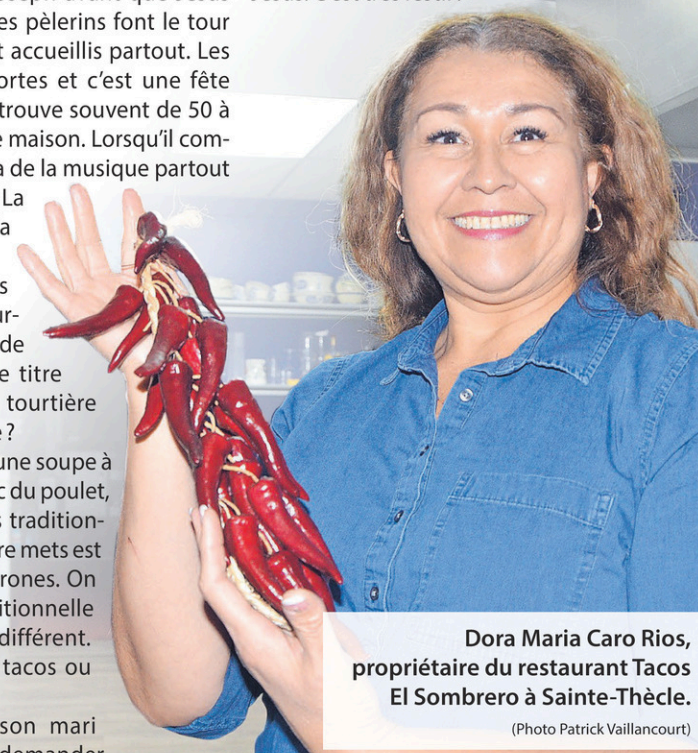 es pèlerins font le tour
t accueillis partout. Les
ortes et c'est une fête
trouve souvent de 50 à
e maison. Lorsqu'il com-
a de la musique partout
La
a
s
ur-
de
e titre
tourtière
e ?
une soupe à
c du poulet,
s tradition-
re mets est
rones. On
itionnelle
différent.
tacos ou
son mari
demander
Dora Maria Caro Rios,
propriétaire du restaurant Tacos
El Sombrero à Sainte-Thècle.
(Photo Patrick Vaillancourt)